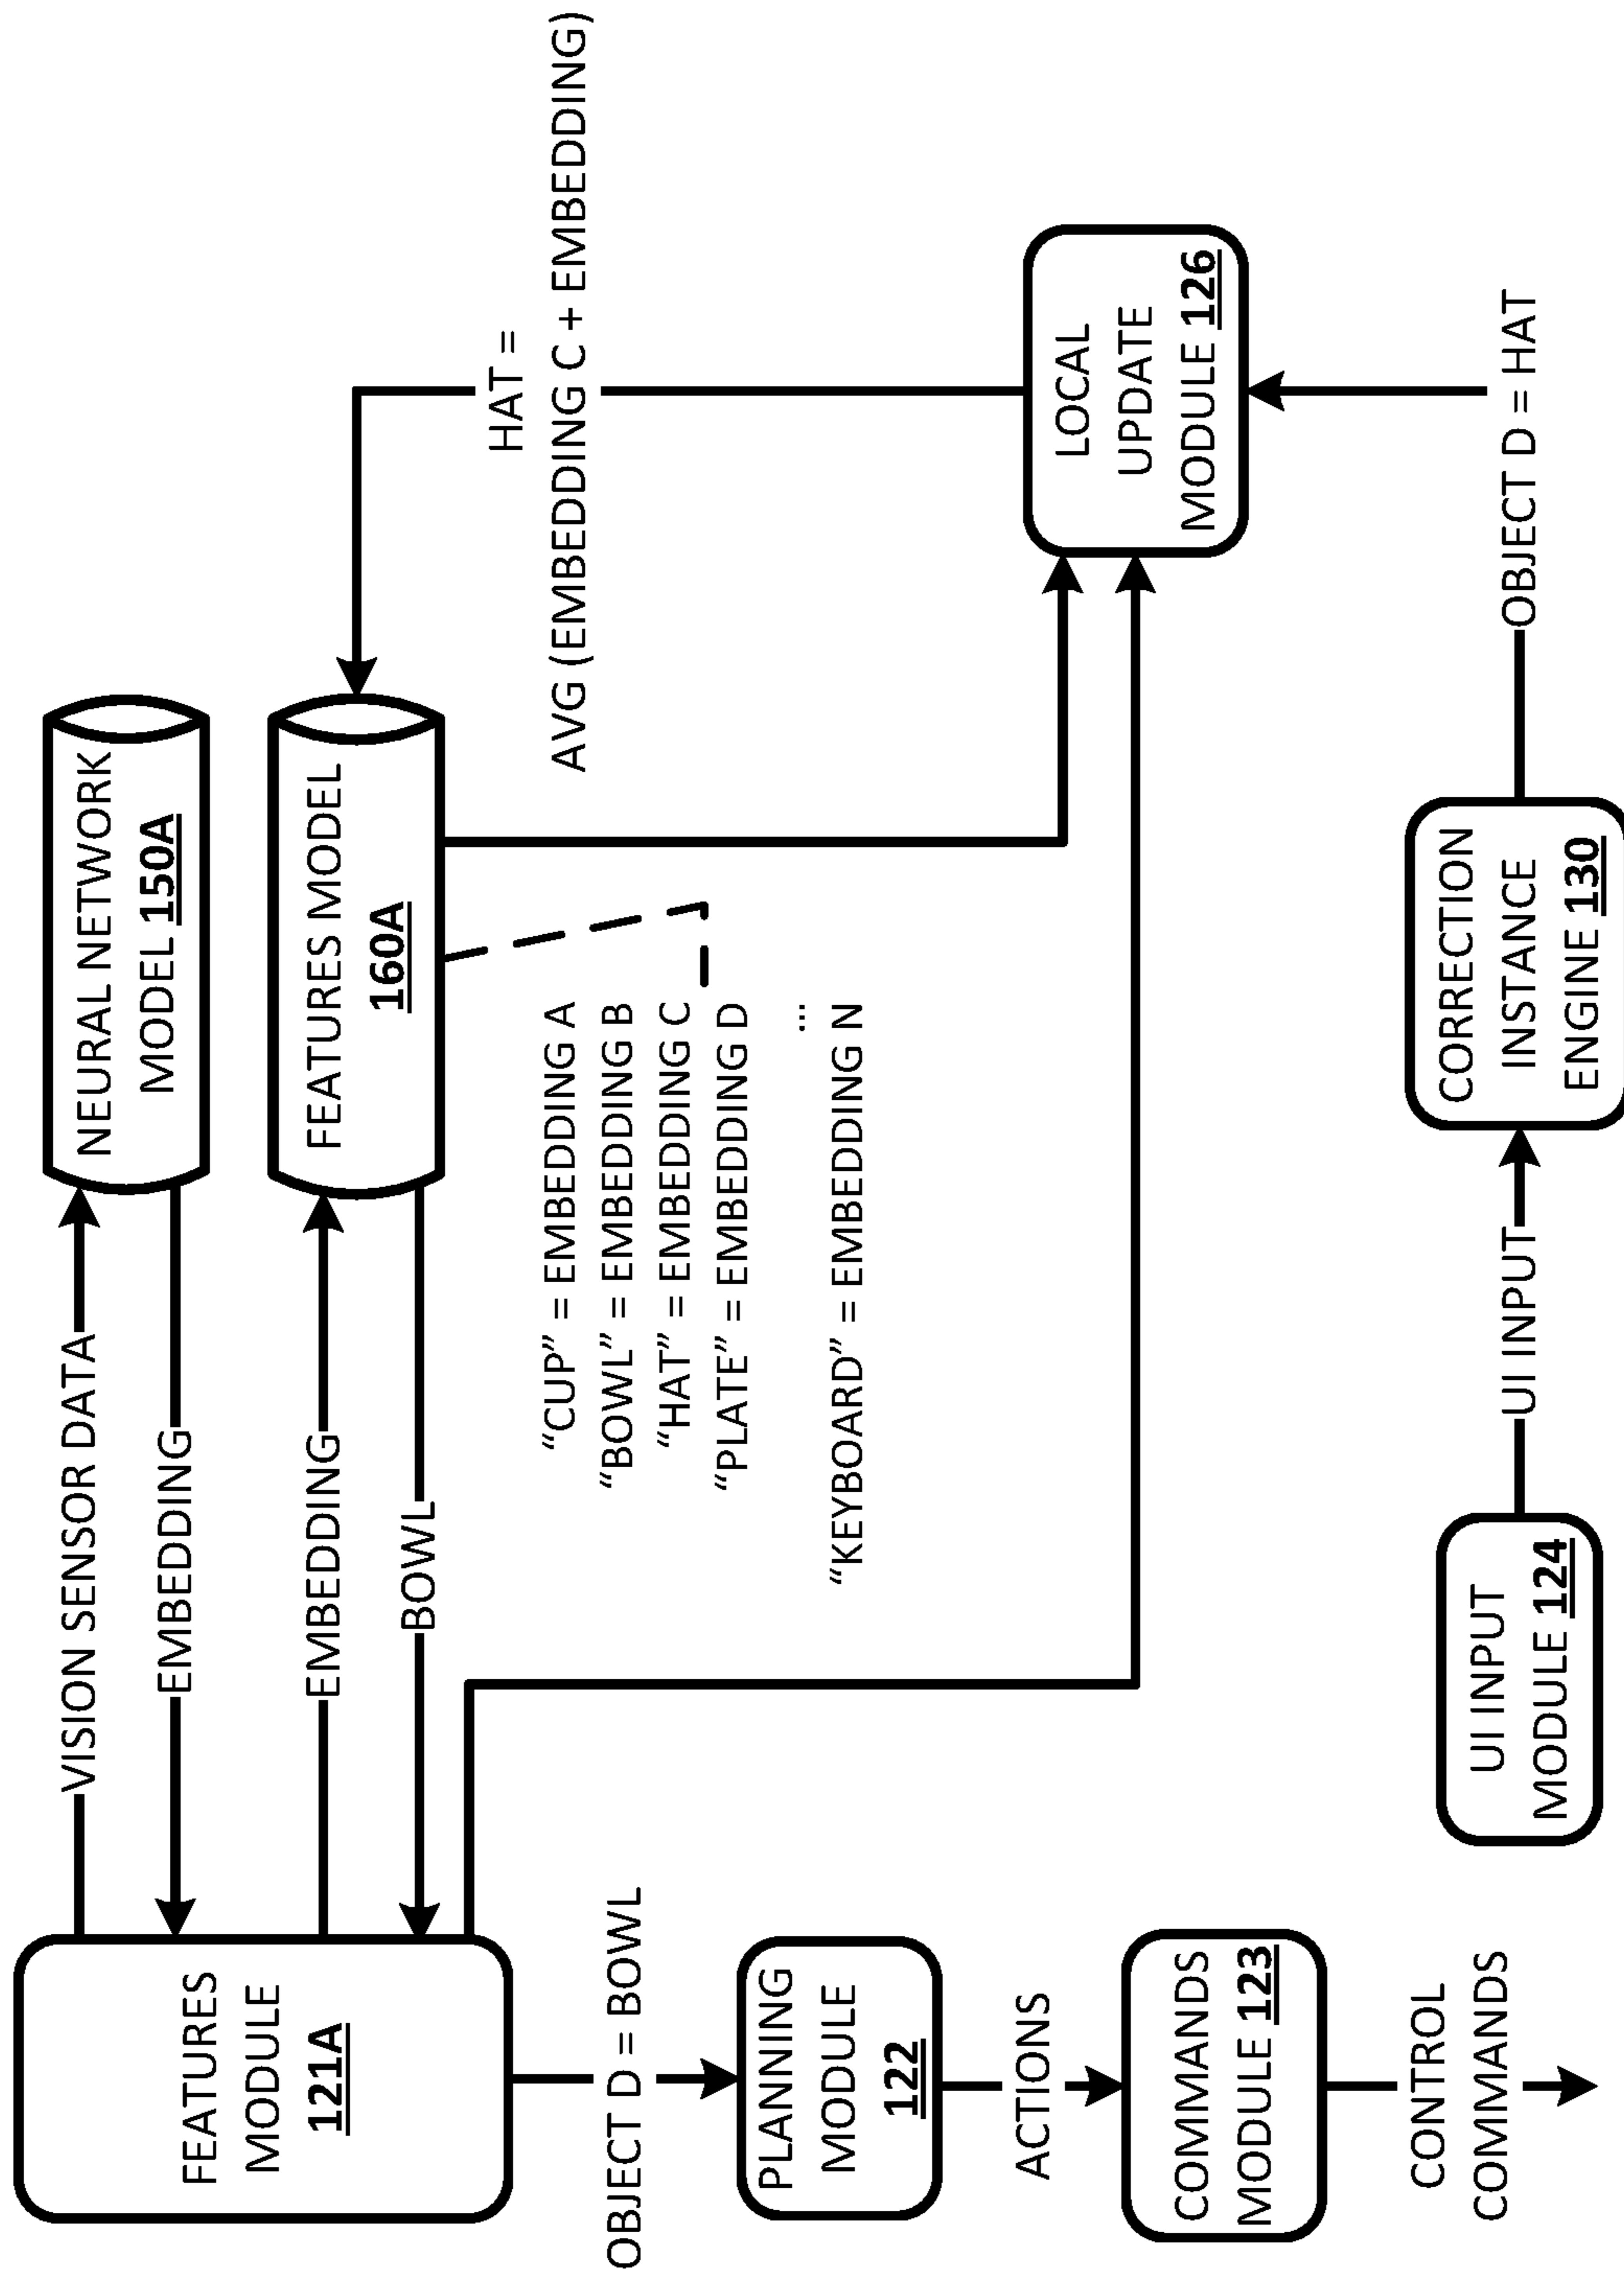 FEATURES
MODULE
121A
VISION SENSOR DATA
EMBEDDING
EMBEDDING
BOWL
NEURAL NETWORK
MODEL 150A
FEATURES MODEL
160A
HAT =
AVG (EMBEDDING C + EMBEDDING)
“CUP” = EMBEDDING A
“BOWL” = EMBEDDING B
“HAT” = EMBEDDING C
“PLATE” = EMBEDDING D
...
“KEYBOARD” = EMBEDDING N
OBJECT D = BOWL
PLANNING
MODULE
122
ACTIONS
COMMANDS
MODULE 123
CONTROL
COMMANDS
LOCAL
UPDATE
MODULE 126
UI INPUT
MODULE 124
UI INPUT
CORRECTION
INSTANCE
ENGINE 130
OBJECT D = HAT